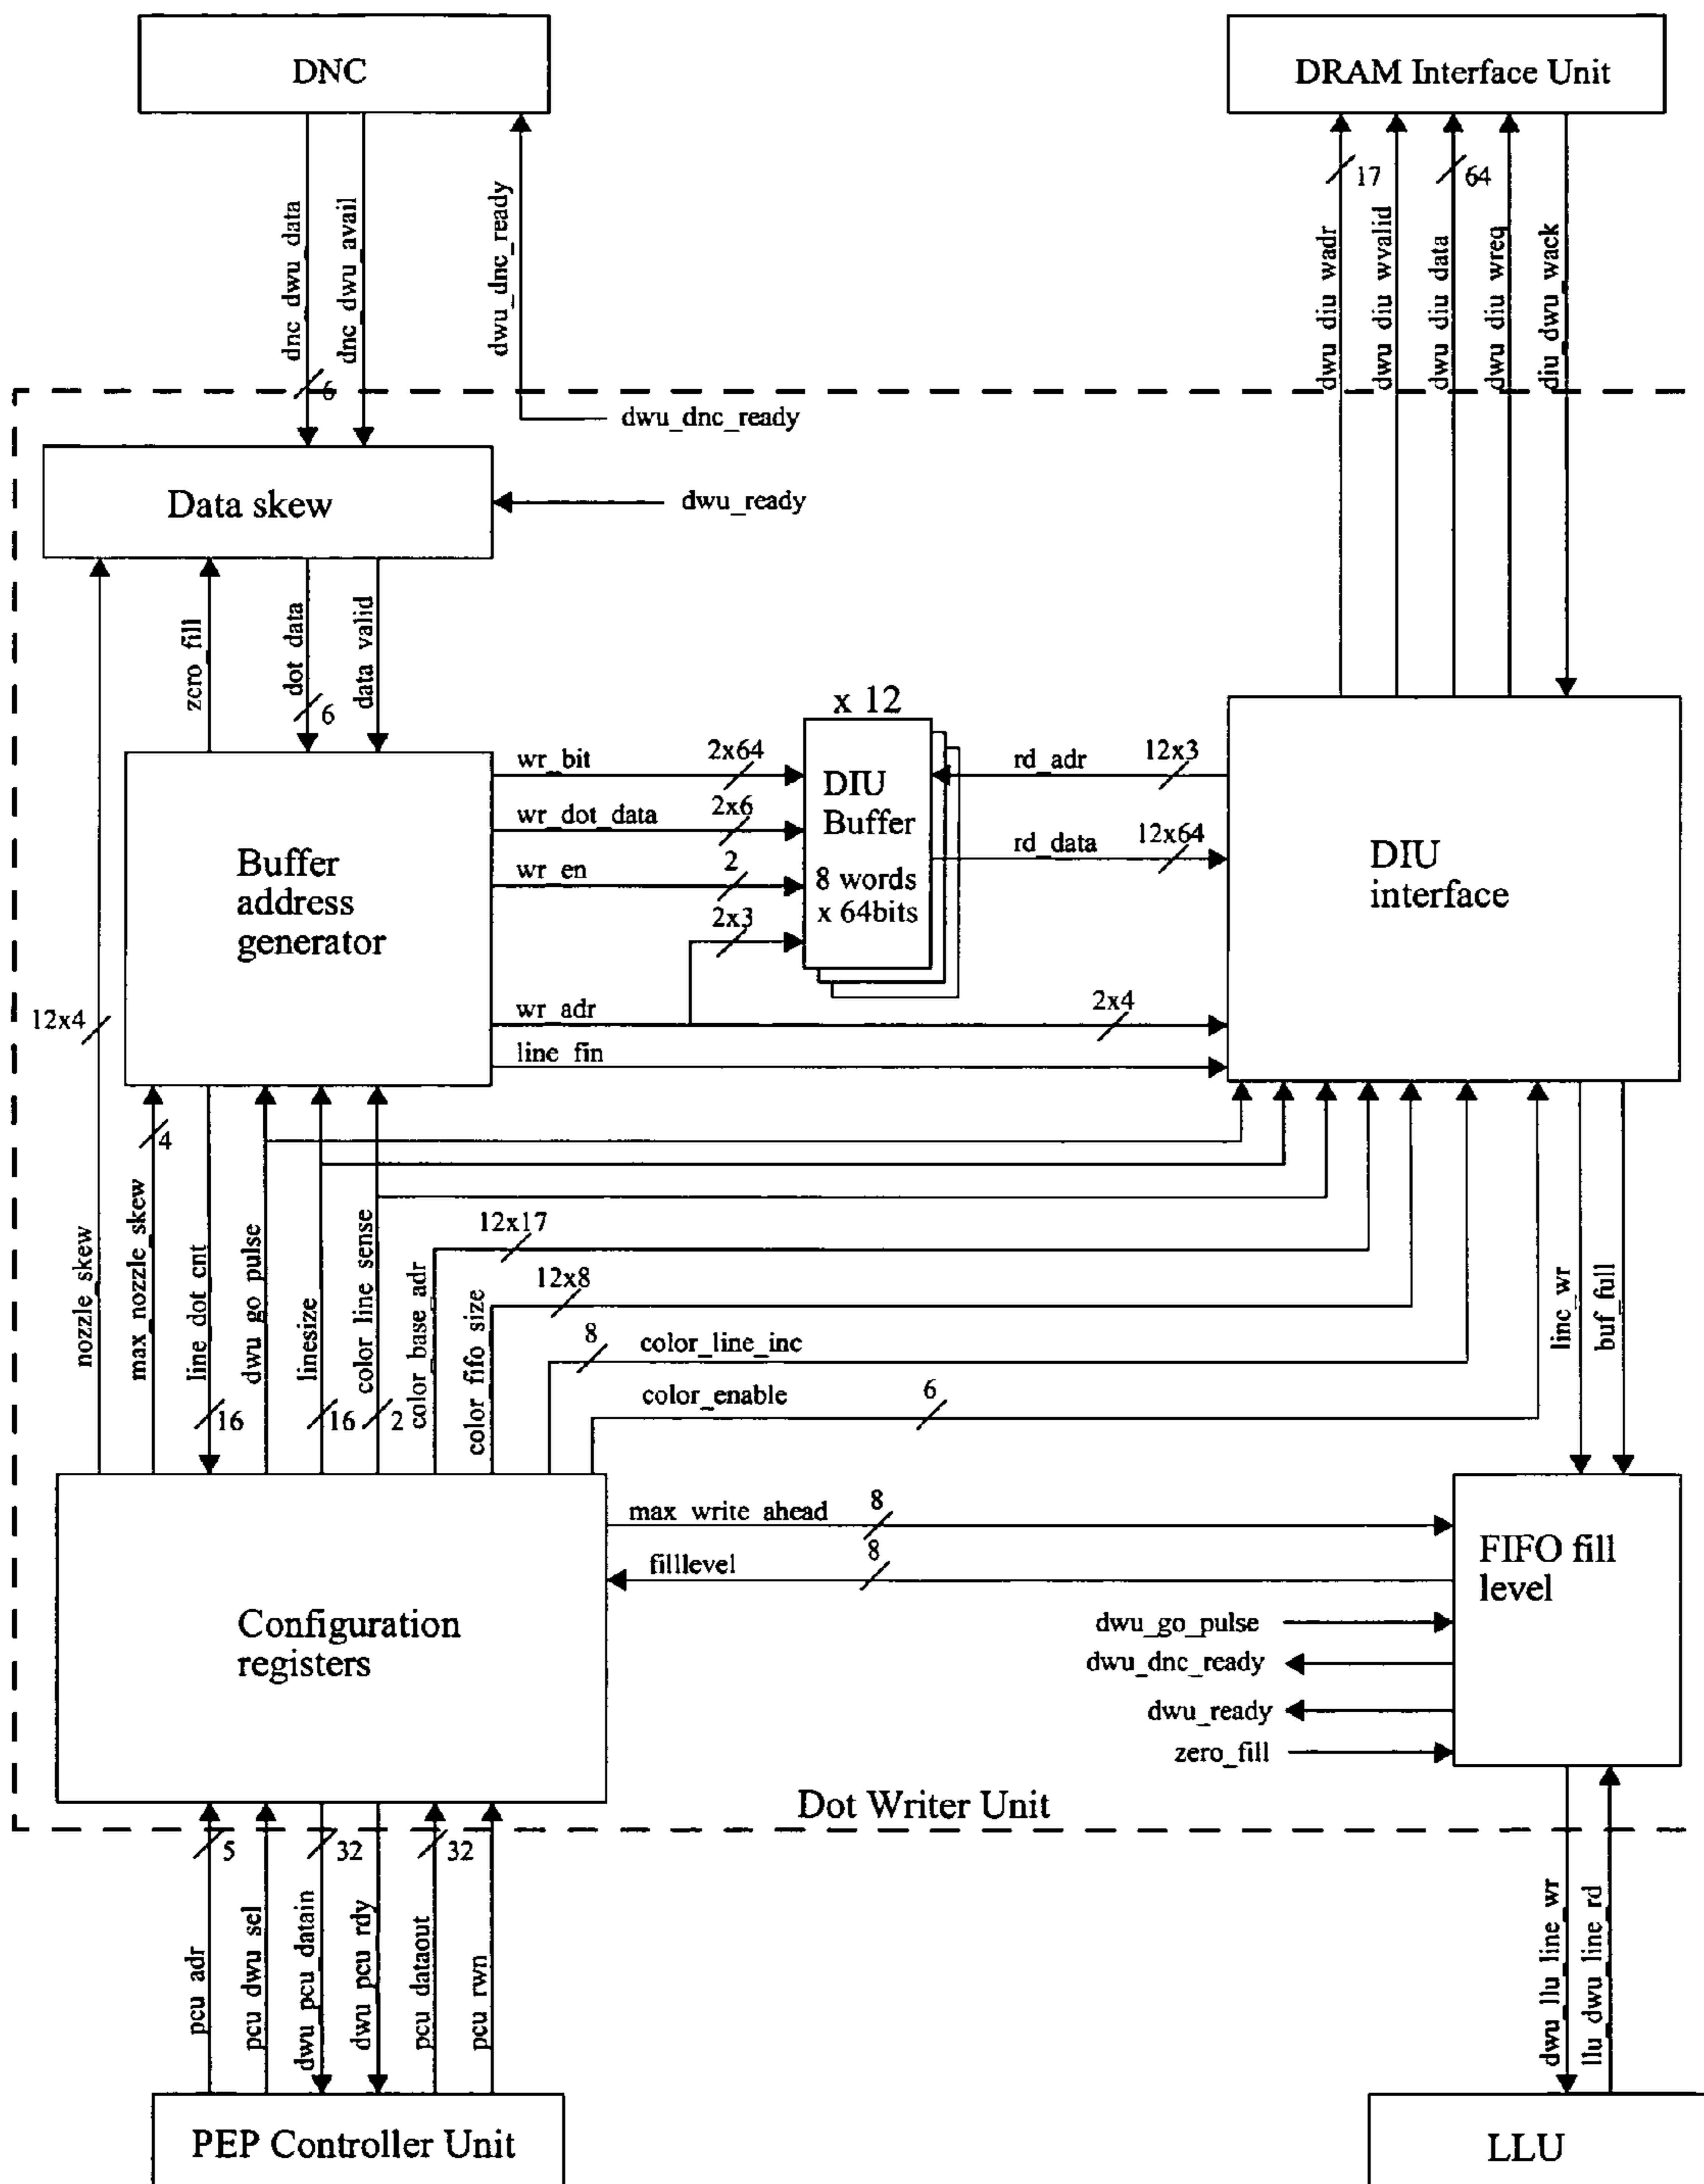 DNC
DRAM Interface Unit
dnc_dwu_data
dnc_dwu_avail
dwu_dnc_ready
6
dwu_diu_wadr
17
dwu_diu_wvalid
dwu_diu_data
64
dwu_diu_wreq
diu_dwu_wack
dwu_dnc_ready
Data skew
dwu_ready
zero_fill
dot_data
6
data_valid
x 12
wr_bit
2x64
DIU
Buffer
8 words
x 64bits
rd_adr
12x3
wr_dot_data
2x6
rd_data
12x64
Buffer
address
generator
wr_en
2
2x3
DIU
interface
wr_adr
2x4
line_fin
12x4
nozzle_skew
4
max_nozzle_skew
line_dot_cnt
16
dwu_go_pulse
linesize
16
color_line_sense
2
color_base_adr
12x17
color_fifo_size
12x8
8
color_line_inc
color_enable
6
line_wr
buf_full
max_write_ahead
8
filllevel
8
Configuration
registers
FIFO fill
level
dwu_go_pulse
dwu_dnc_ready
dwu_ready
zero_fill
Dot Writer Unit
pcu_adr
5
pcu_dwu_sel
dwu_pcu_datain
32
dwu_pcu_rdy
pcu_dataout
32
pcu_rwn
dwu_llu_line_wr
llu_dwu_line_rd
PEP Controller Unit
LLU